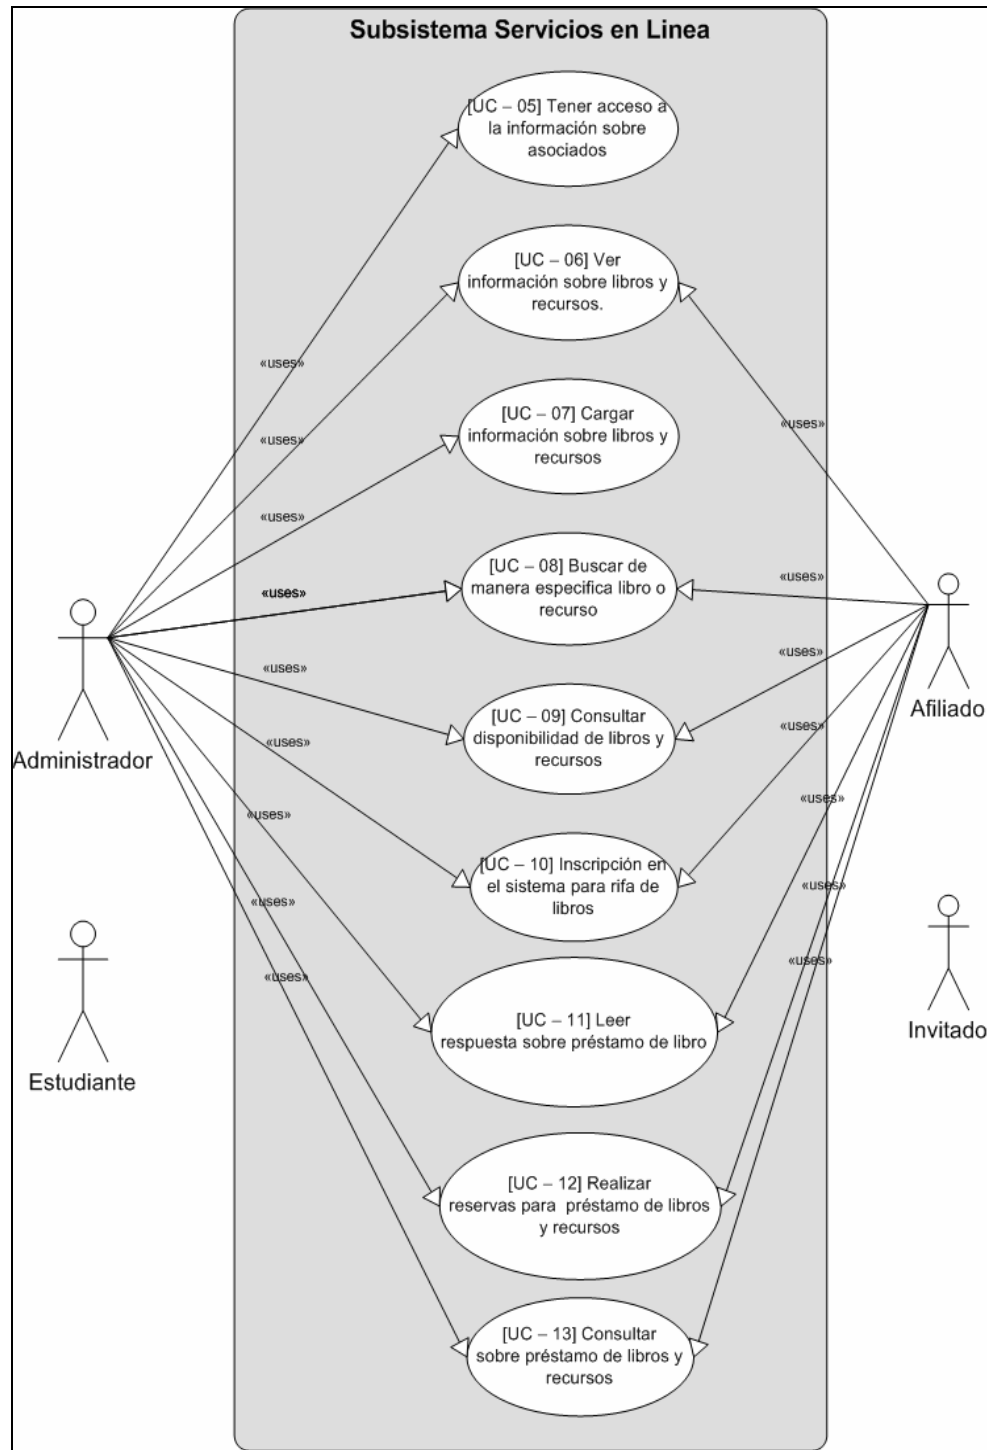 Subsistema Servicios en Linea
[UC – 05] Tener acceso a
la información sobre
asociados
[UC – 06] Ver
información sobre libros y
recursos.
«uses»
[UC – 07] Cargar
información sobre libros y
recursos
«uses»
«uses»
«uses»
[UC – 08] Buscar de
manera especifica libro o
recurso
«uses»
«uses»
Administrador
Afiliado
«uses»
«uses»
[UC – 09] Consultar
disponibilidad de libros y
recursos
«uses»
«uses»
«uses»
«uses»
[UC – 10] Inscripción en
el sistema para rifa de
libros
«uses»
«uses»
«uses»
«uses»
Estudiante
Invitado
[UC – 11] Leer
respuesta sobre préstamo de libro
[UC – 12] Realizar
reservas para préstamo de libros
y recursos
[UC – 13] Consultar
sobre préstamo de libros y
recursos